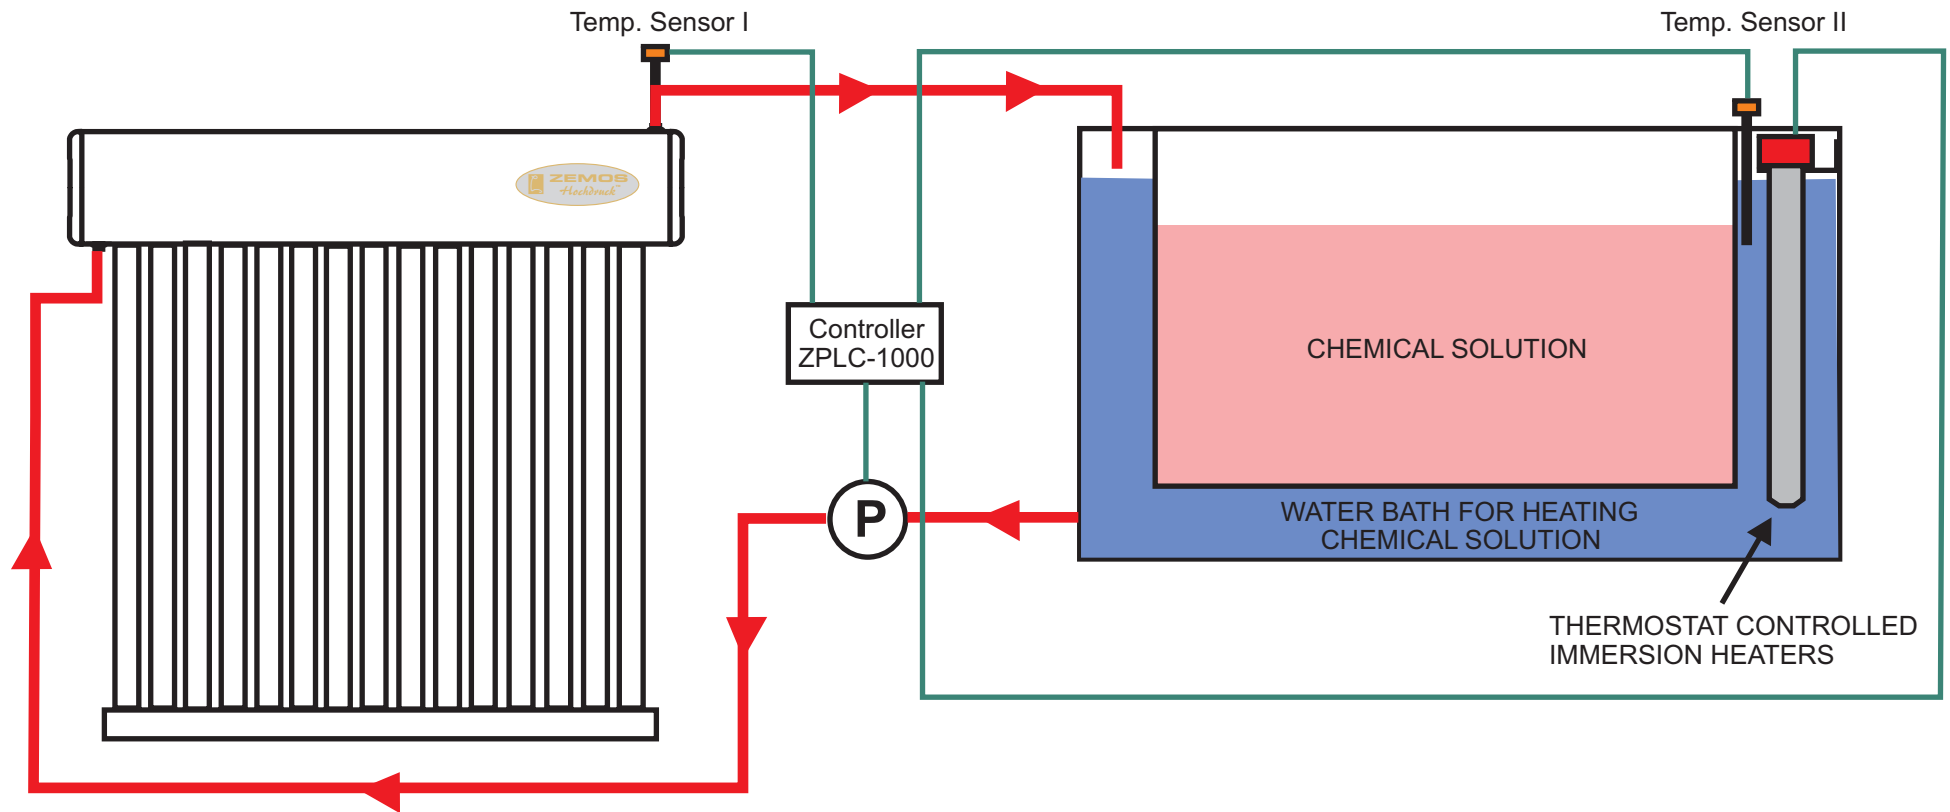 Temp. Sensor I
Temp. Sensor II
ZEMOS
Hochdruck™
Controller
ZPLC-1000
CHEMICAL SOLUTION
P
WATER BATH FOR HEATING
CHEMICAL SOLUTION
THERMOSTAT CONTROLLED
IMMERSION HEATERS